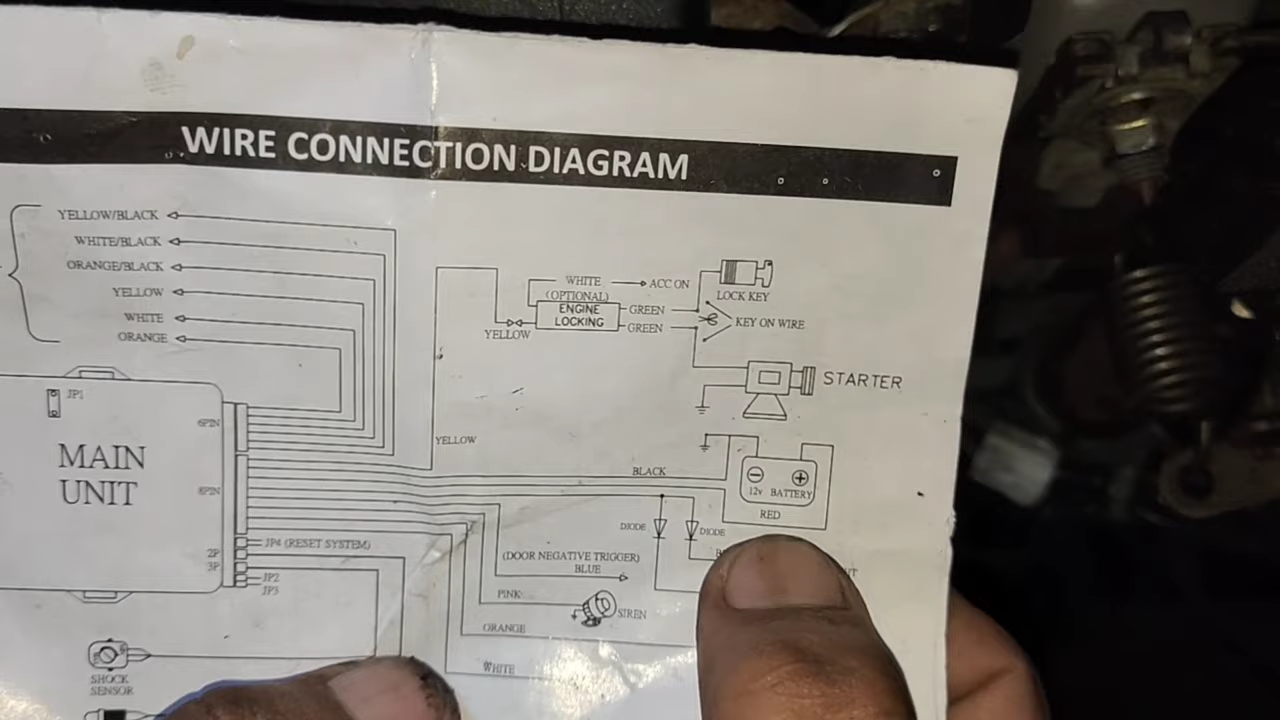 WIRE CONNECTION DIAGRAM
YELLOW/BLACK
WHITE/BLACK
ORANGE/BLACK
YELLOW
WHITE
ORANGE
WHITE
(OPTIONAL)
ACC ON
LOCK KEY
ENGINE
LOCKING
GREEN
GREEN
KEY ON WIRE
YELLOW
STARTER
JP1
6PIN
MAIN
UNIT
8PIN
YELLOW
BLACK
12v BATTERY
RED
DIODE
DIODE
JP4 (RESET SYSTEM)
2P
3P
JP2
JP3
(DOOR NEGATIVE TRIGGER)
BLUE
PINK
SIREN
ORANGE
WHITE
SHOCK
SENSOR